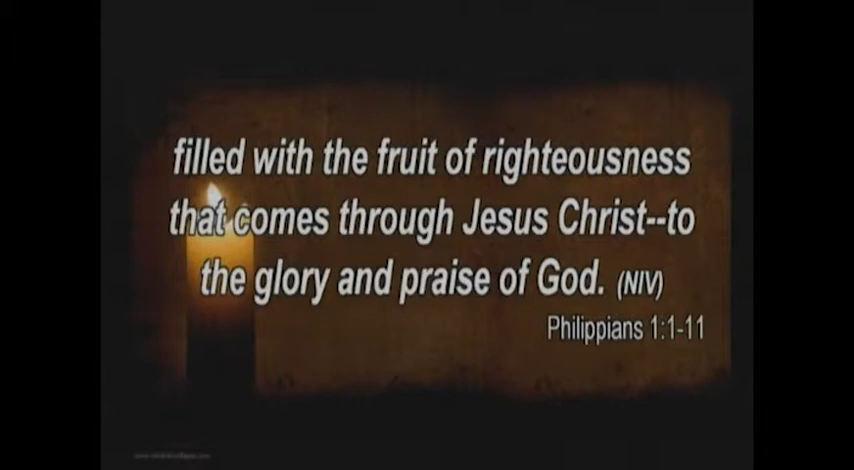 filled with the fruit of righteousness
that comes through Jesus Christ--to
the glory and praise of God. (NIV)
Philippians 1:1-11